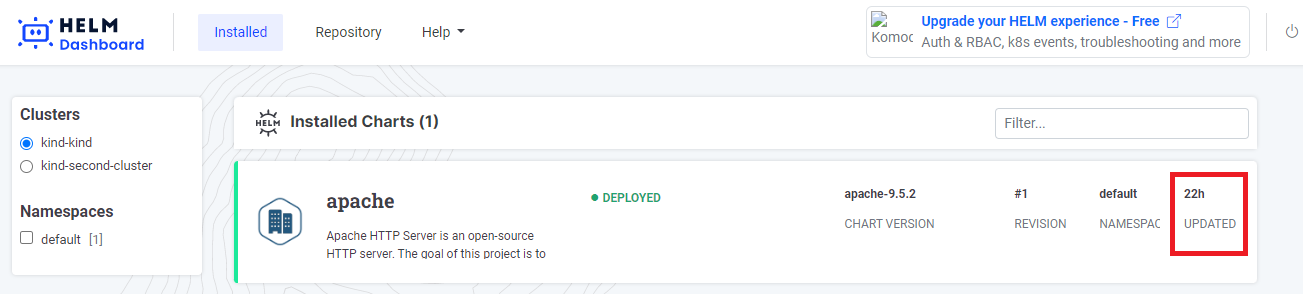 HELM
Dashboard
Installed
Repository
Help
Upgrade your HELM experience - Free
Komod
Auth & RBAC, k8s events, troubleshooting and more
Clusters
kind-kind
kind-second-cluster
Namespaces
default [1]
HELM
Installed Charts (1)
Filter...
apache
Apache HTTP Server is an open-source
HTTP server. The goal of this project is to
DEPLOYED
apache-9.5.2
CHART VERSION
#1
REVISION
default
NAMESPAC
22h
UPDATED